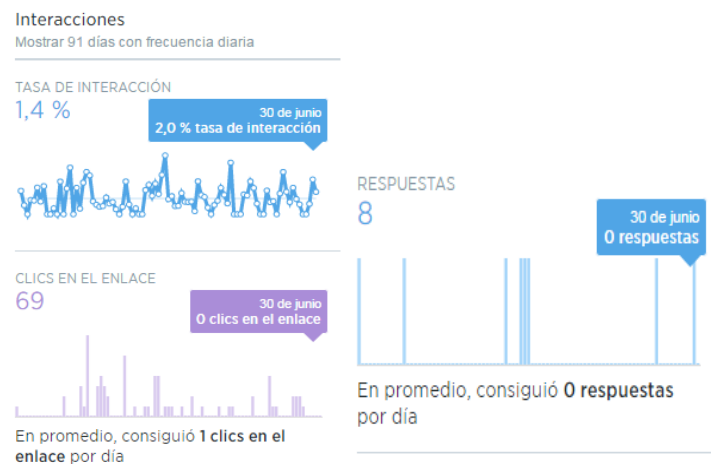 Interacciones
Mostrar 91 días con frecuencia diaria
TASA DE INTERACCIÓN
1,4 %
30 de junio
2,0 % tasa de interacción
CLICS EN EL ENLACE
69
30 de junio
0 clics en el enlace
En promedio, consiguió 1 clics en el
enlace por día
RESPUESTAS
8
30 de junio
0 respuestas
En promedio, consiguió 0 respuestas
por día